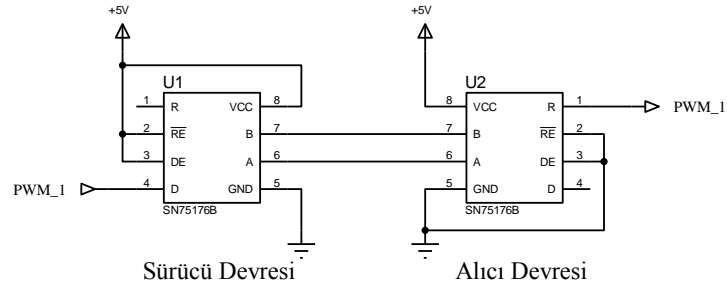 +5V
+5V
U1
U2
1 R VCC 8
8 VCC R 1
2 RE B 7
7 B RE 2
3 DE A 6
6 A DE 3
4 D GND 5
5 GND D 4
PWM_1
PWM_1
SN75176B
SN75176B
Sürücü Devresi
Alıcı Devresi